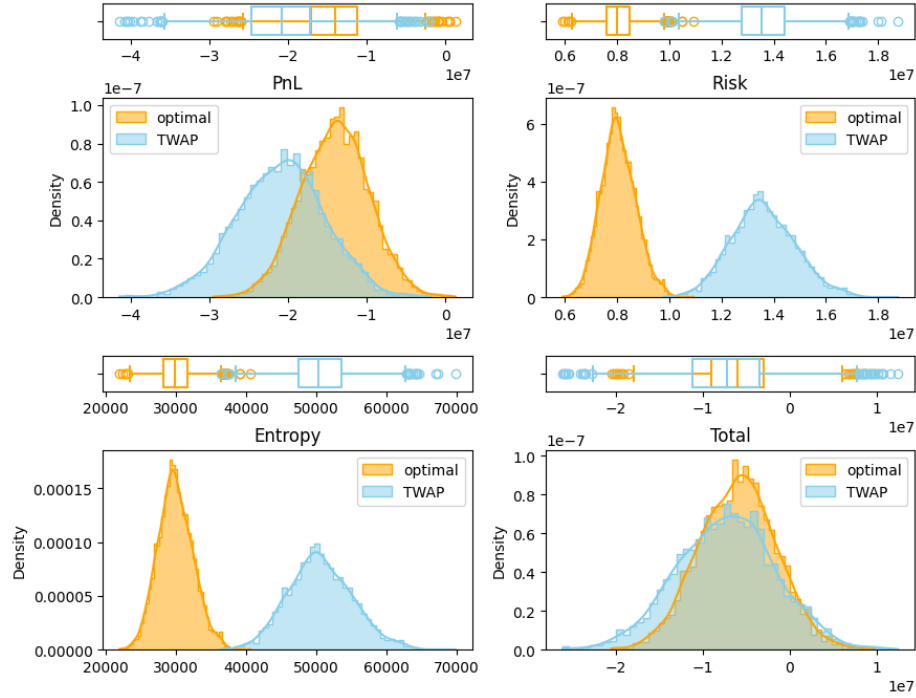 −4 −3 −2 −1 0
1e7
PnL
1e−7
optimal
TWAP
1.0
0.8
0.6
0.4
0.2
0.0
Density
−4 −3 −2 −1 0
1e7
0.6 0.8 1.0 1.2 1.4 1.6 1.8
1e7
Risk
1e−7
optimal
TWAP
6
4
2
0
Density
0.6 0.8 1.0 1.2 1.4 1.6 1.8
1e7
20000 30000 40000 50000 60000 70000
Entropy
optimal
TWAP
0.00015
0.00010
0.00005
0.00000
Density
20000 30000 40000 50000 60000 70000
−2 −1 0 1
1e7
Total
1e−7
optimal
TWAP
1.0
0.8
0.6
0.4
0.2
0.0
Density
−2 −1 0 1
1e7